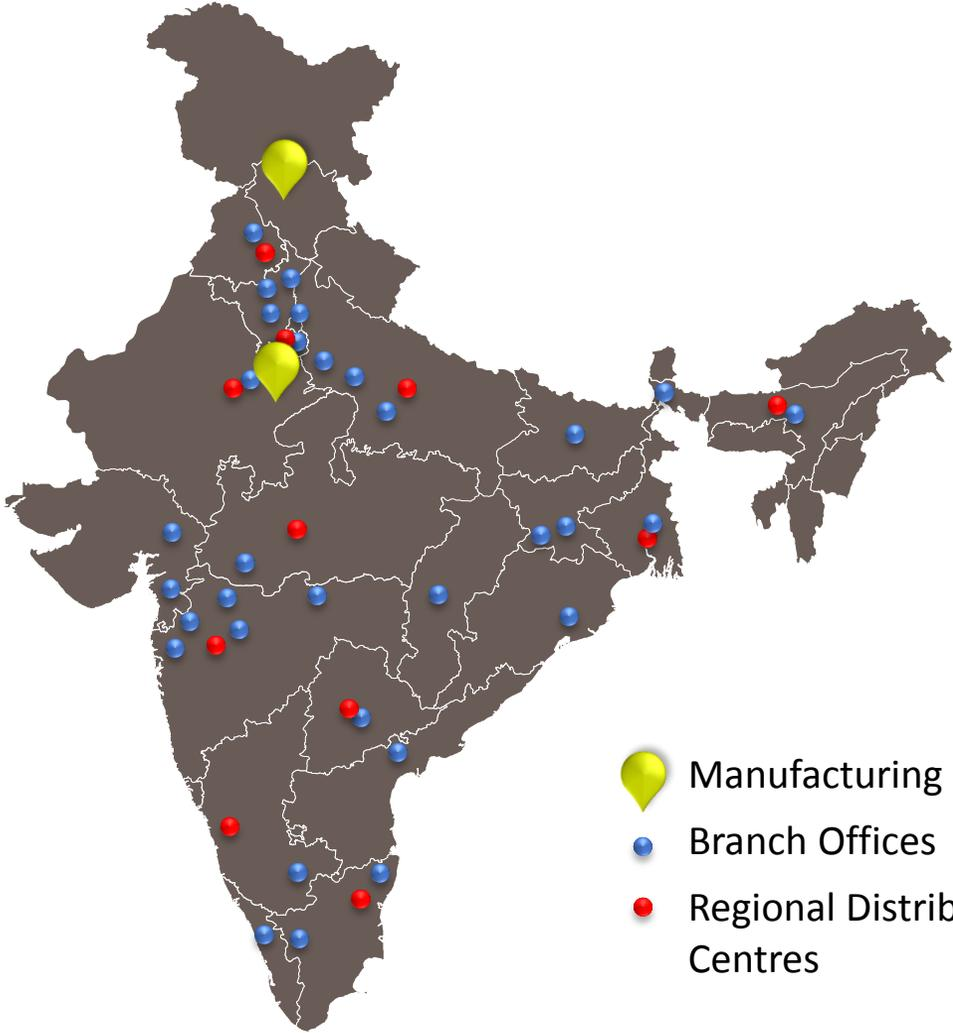 Manufacturing
Branch Offices
Regional Distrib
Centres